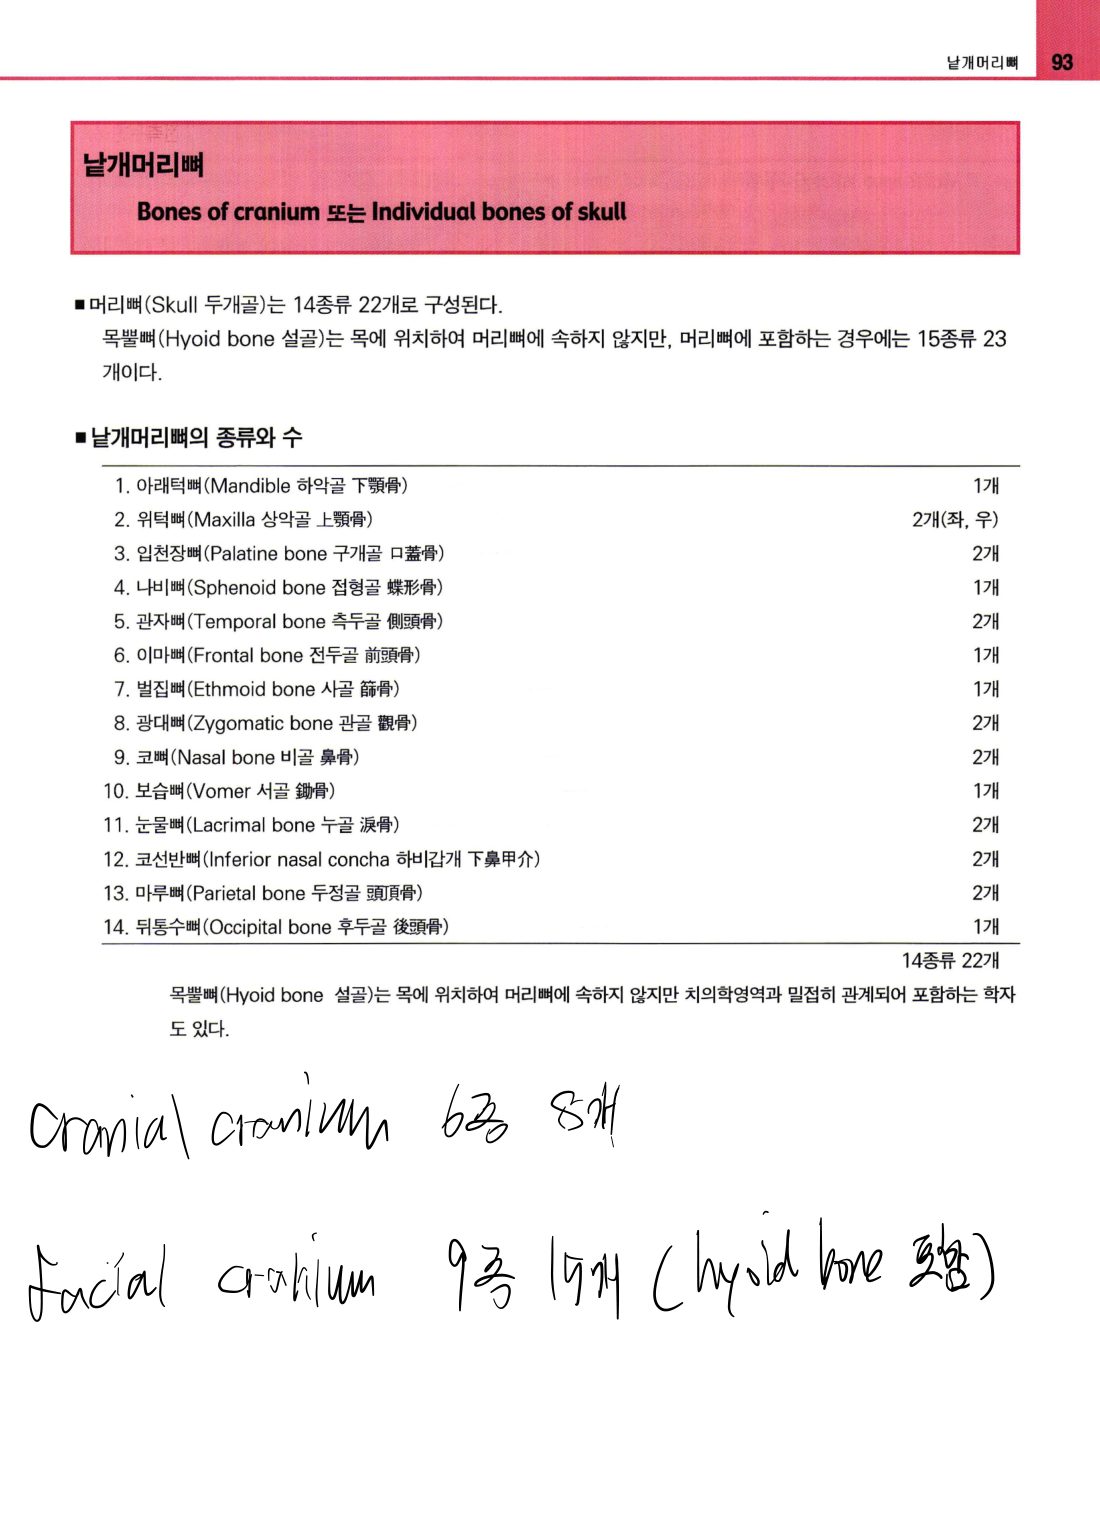 낱개머리뼈 93
낱개머리뼈
Bones of cranium 또는 Individual bones of skull
■ 머리뼈(Skull 두개골)는 14종류 22개로 구성된다.
목뿔뼈(Hyoid bone 설골)는 목에 위치하여 머리뼈에 속하지 않지만, 머리뼈에 포함하는 경우에는 15종류 23
개이다.
■ 낱개머리뼈의 종류와 수
1. 아래턱뼈(Mandible 하악골 下顎骨) 1개
2. 위턱뼈(Maxilla 상악골 上顎骨) 2개(좌, 우)
3. 입천장뼈(Palatine bone 구개골 口蓋骨) 2개
4. 나비뼈(Sphenoid bone 접형골 蝶形骨) 1개
5. 관자뼈(Temporal bone 측두골 側頭骨) 2개
6. 이마뼈(Frontal bone 전두골 前頭骨) 1개
7. 벌집뼈(Ethmoid bone 사골 篩骨) 1개
8. 광대뼈(Zygomatic bone 관골 觀骨) 2개
9. 코뼈(Nasal bone 비골 鼻骨) 2개
10. 보습뼈(Vomer 서골 鋤骨) 1개
11. 눈물뼈(Lacrimal bone 누골 淚骨) 2개
12. 코선반뼈(Inferior nasal concha 하비갑개 下鼻甲介) 2개
13. 마루뼈(Parietal bone 두정골 頭頂骨) 2개
14. 뒤통수뼈(Occipital bone 후두골 後頭骨) 1개
14종류 22개
목뿔뼈(Hyoid bone 설골)는 목에 위치하여 머리뼈에 속하지 않지만 치의학영역과 밀접히 관계되어 포함하는 학자
도 있다.
cranial cranium 6종 8개
facial cranium 9종 15개 (hyoid bone 포함)